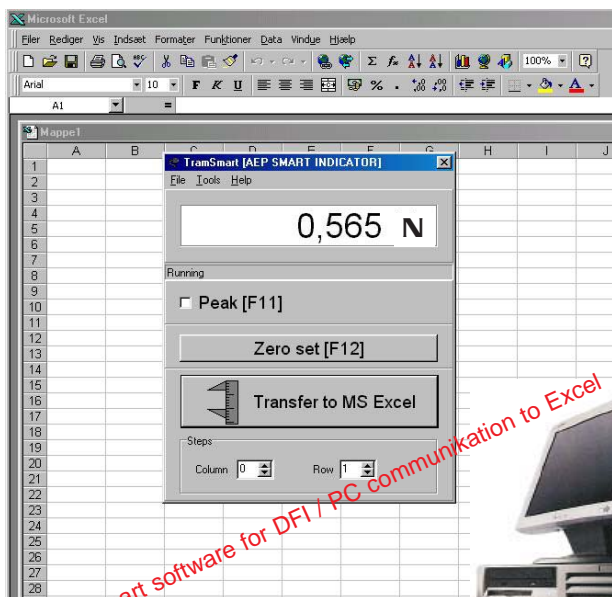 Microsoft Excel
Filer Rediger Vis Indsæt Formater Funktioner Data Vindue Hjælp
100%
Arial 10 F K U
A1 =
Mappe1
A B C D E F G H I J
TramSmart [AEP SMART INDICATOR]
File Tools Help
0,565 N
Running
Peak [F11]
Zero set [F12]
Transfer to MS Excel
Steps
Column 0 Row 1
1
2
3
4
5
6
7
8
9
10
11
12
13
14
15
16
17
18
19
20
21
22
23
24
25
26
27
28
software for DFI / PC communikation to Excel